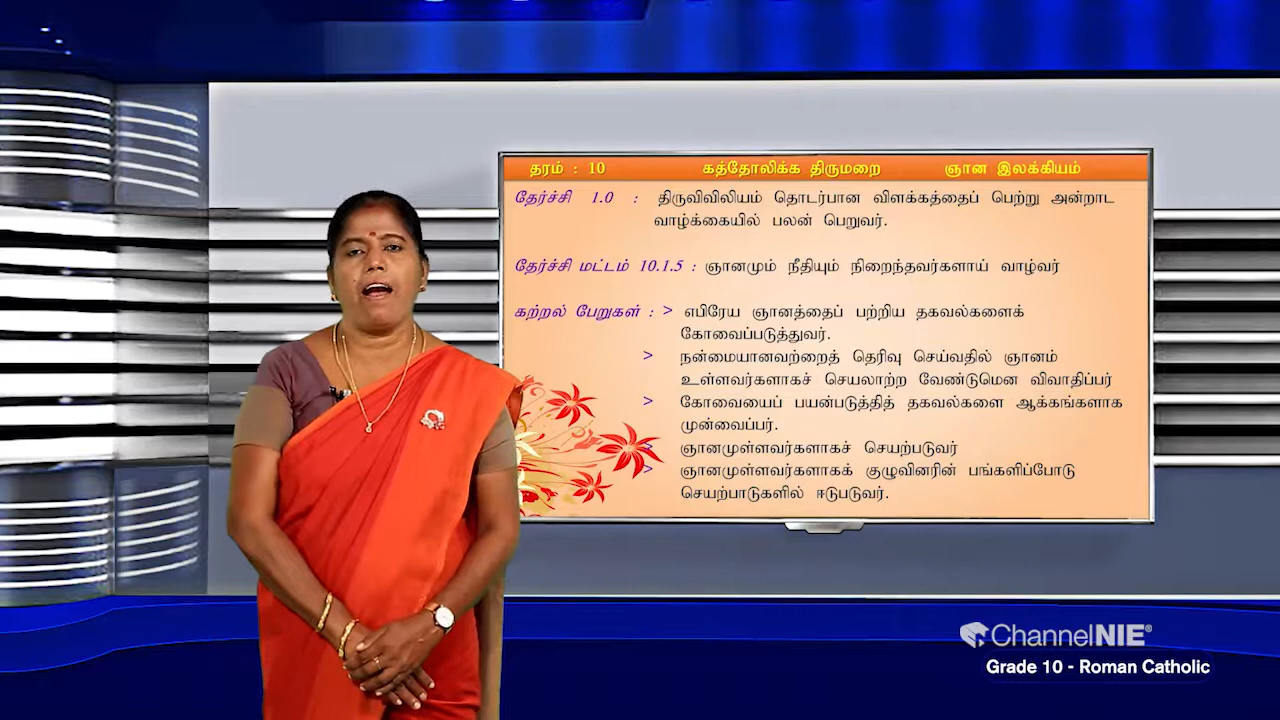 தரம் : 10 கத்தோலிக்க திருமறை ஞான இலக்கியம்
தேர்ச்சி 1.0 : திருவிவிலியம் தொடர்பான விளக்கத்தைப் பெற்று அன்றாட
வாழ்க்கையில் பலன் பெறுவர்.
தேர்ச்சி மட்டம் 10.1.5 : ஞானமும் நீதியும் நிறைந்தவர்களாய் வாழ்வர்
கற்றல் பேறுகள் : > எபிரேய ஞானத்தைப் பற்றிய தகவல்களைக்
கோவைப்படுத்துவர்.
> நன்மையானவற்றைத் தெரிவு செய்வதில் ஞானம்
உள்ளவர்களாகச் செயலாற்ற வேண்டுமென விவாதிப்பர்
> கோவையைப் பயன்படுத்தித் தகவல்களை ஆக்கங்களாக
முன்வைப்பர்.
> ஞானமுள்ளவர்களாகச் செயற்படுவர்
> ஞானமுள்ளவர்களாகக் குழுவினரின் பங்களிப்போடு
செயற்பாடுகளில் ஈடுபடுவர்.
ChannelNIE®
Grade 10 - Roman Catholic